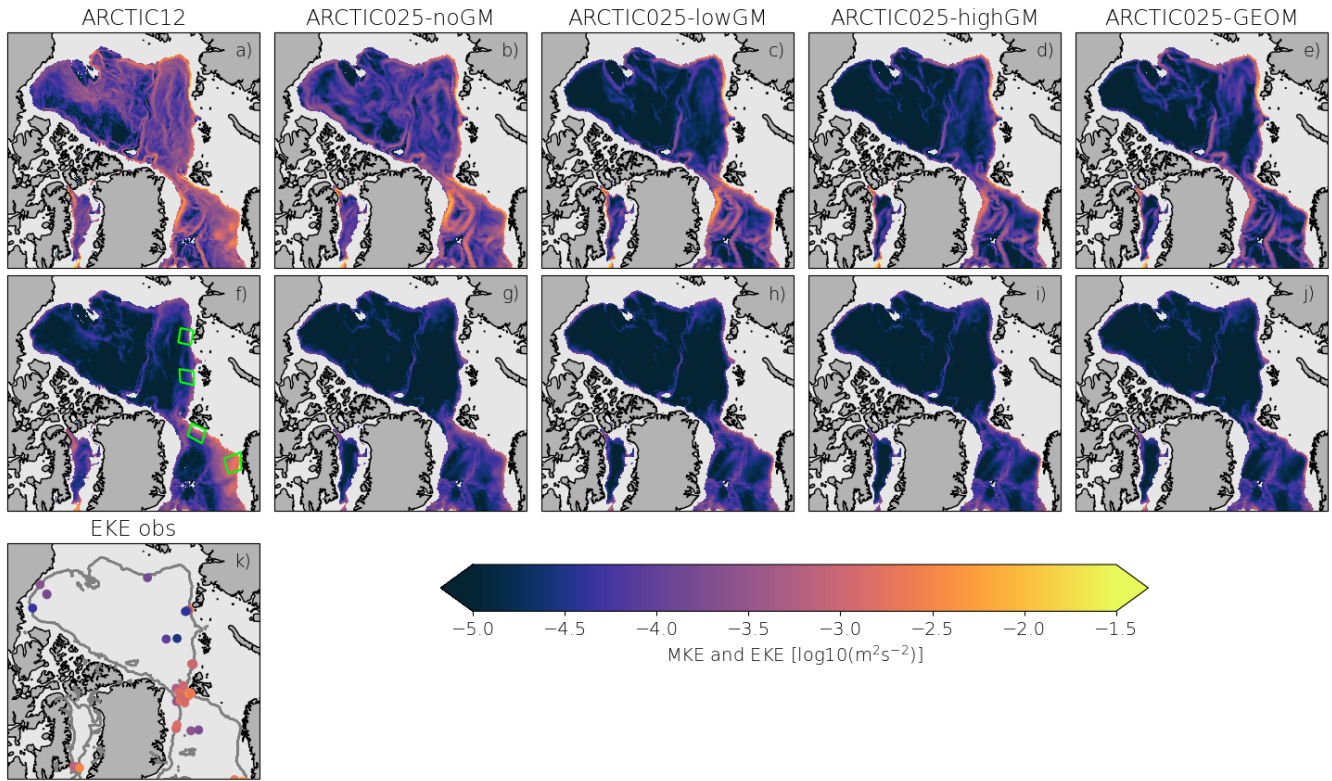 ARCTIC12 ARCTIC025-noGM ARCTIC025-lowGM ARCTIC025-highGM ARCTIC025-GEOM
a) b) c) d) e)
f) g) h) i) j)
EKE obs
k)
−5.0 −4.5 −4.0 −3.5 −3.0 −2.5 −2.0 −1.5
MKE and EKE [log10(m²s⁻²)]